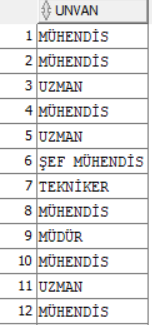 UNVAN
1 MÜHENDİS
2 MÜHENDİS
3 UZMAN
4 MÜHENDİS
5 UZMAN
6 ŞEF MÜHENDİS
7 TEKNİKER
8 MÜHENDİS
9 MÜDÜR
10 MÜHENDİS
11 UZMAN
12 MÜHENDİS